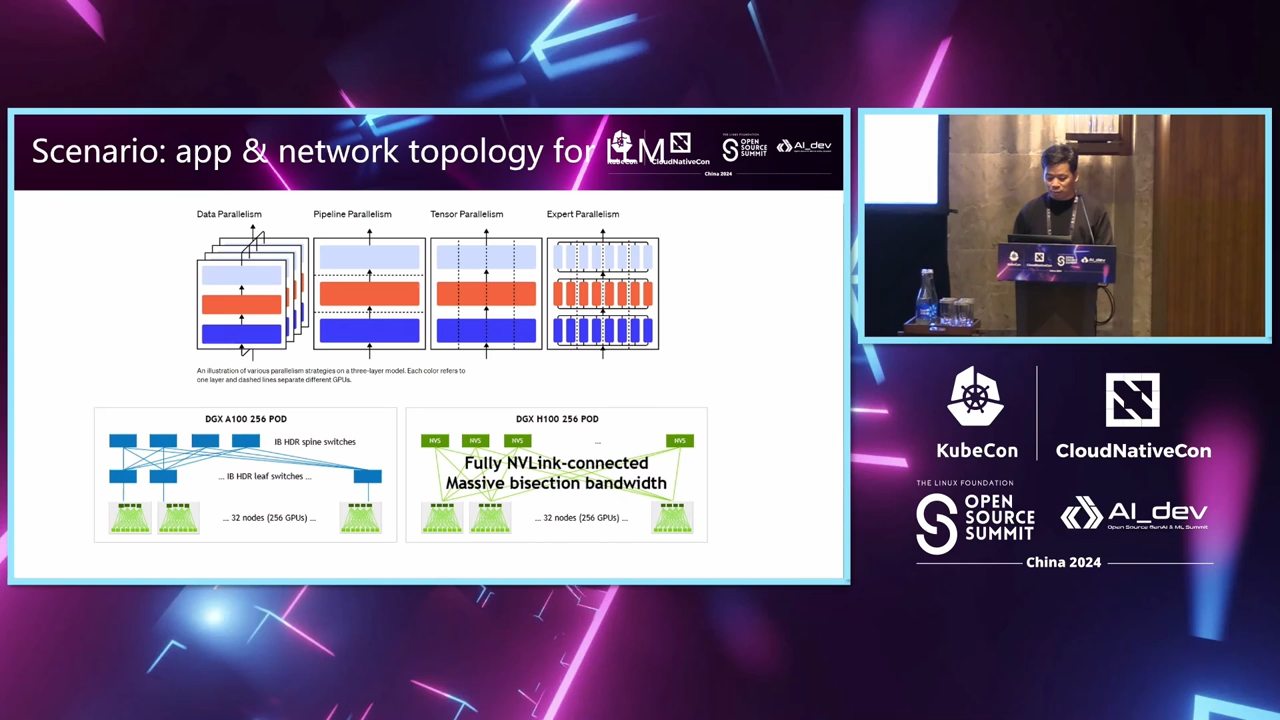 Scenario: app & network topology for LLM
KubeCon
CloudNativeCon
THE LINUX FOUNDATION
OPEN
SOURCE
SUMMIT
AI_dev
China 2024
Data Parallelism
Pipeline Parallelism
Tensor Parallelism
Expert Parallelism
An illustration of various parallelism strategies on a three-layer model. Each color refers to
one layer and dashed lines separate different GPUs.
DGX A100 256 POD
IB HDR spine switches
... IB HDR leaf switches ...
... 32 nodes (256 GPUs) ...
DGX H100 256 POD
NVS
NVS
NVS
...
NVS
Fully NVLink-connected
Massive bisection bandwidth
... 32 nodes (256 GPUs) ...
KubeCon
CloudNativeCon
THE LINUX FOUNDATION
OPEN
SOURCE
SUMMIT
AI_dev
Open Source GenAI & ML Summit
China 2024